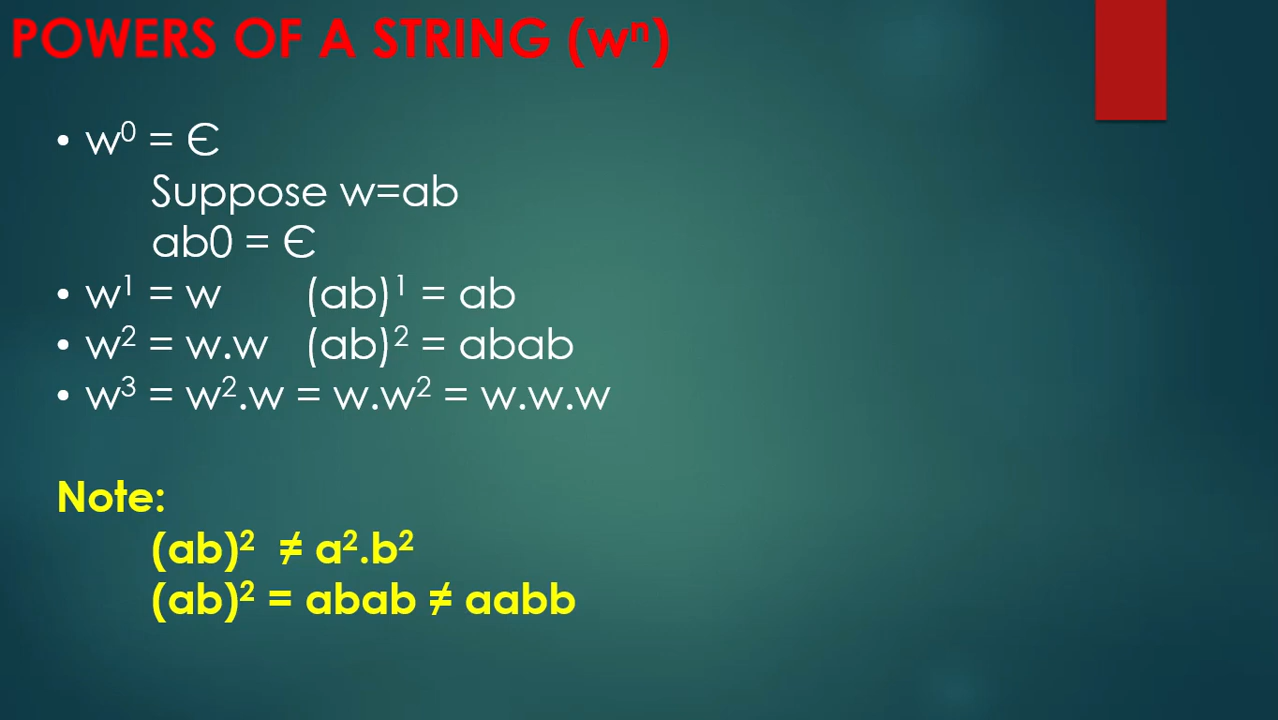 POWERS OF A STRING (wⁿ)
• w⁰ = Є
Suppose w=ab
ab0 = Є
• w¹ = w (ab)¹ = ab
• w² = w.w (ab)² = abab
• w³ = w².w = w.w² = w.w.w
Note:
(ab)² ≠ a².b²
(ab)² = abab ≠ aabb